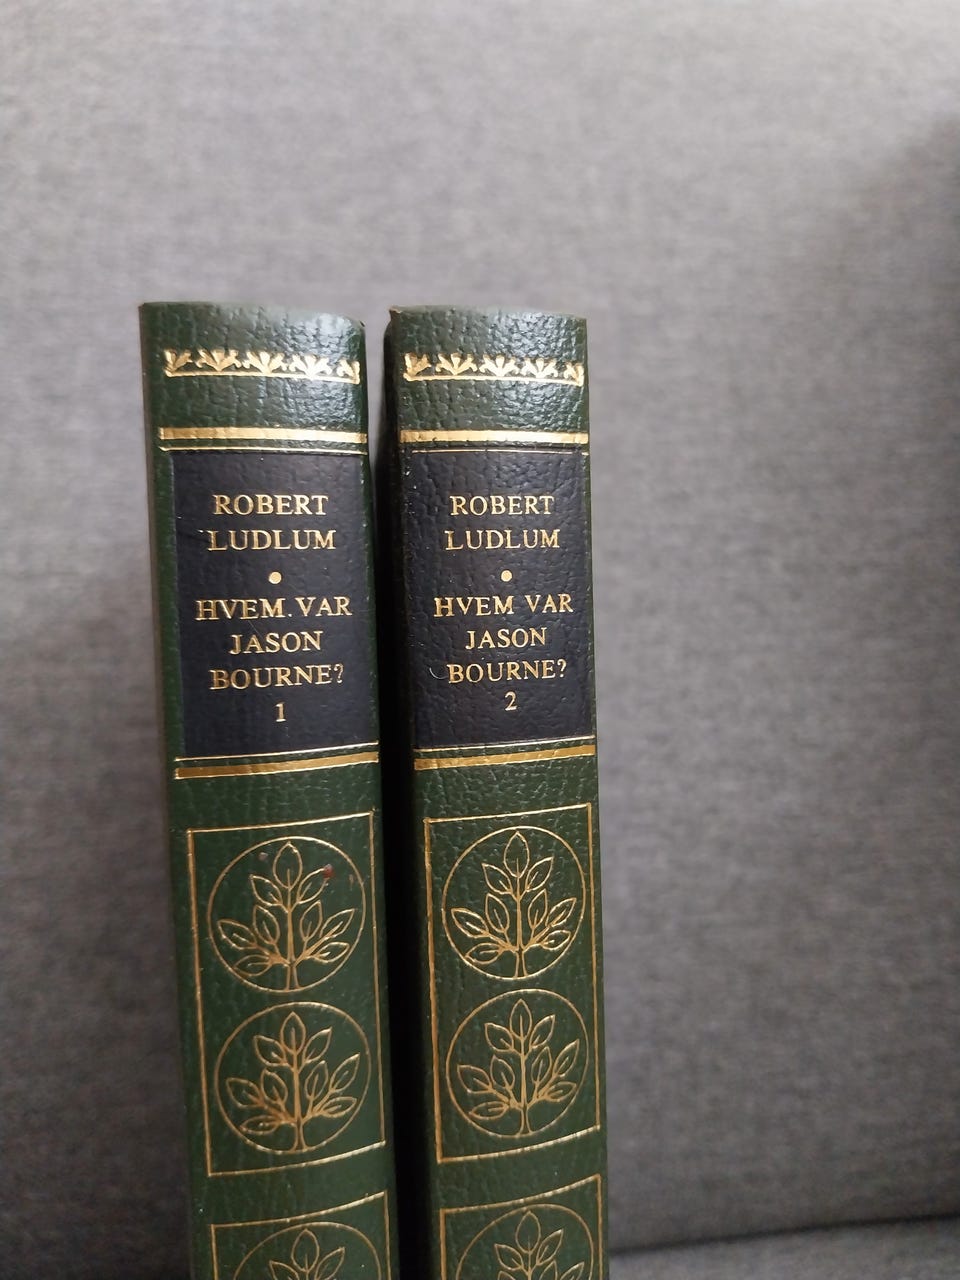 ROBERT
LUDLUM
HVEM VAR
JASON
BOURNE?
1
ROBERT
LUDLUM
HVEM VAR
JASON
BOURNE?
2